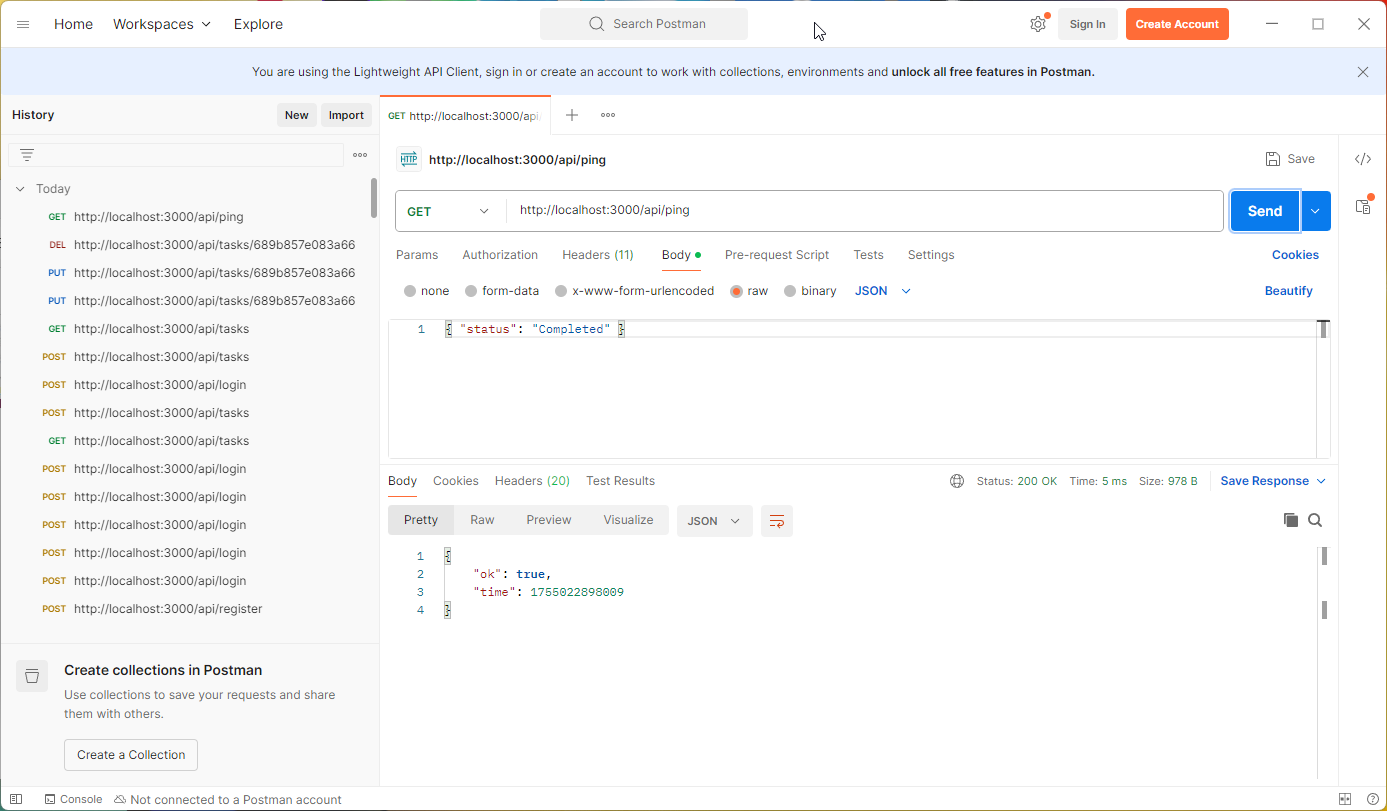 Home Workspaces Explore Search Postman Sign In Create Account
You are using the Lightweight API Client, sign in or create an account to work with collections, environments and unlock all free features in Postman.
History New Import
Today
GET http://localhost:3000/api/ping
DEL http://localhost:3000/api/tasks/689b857e083a66
PUT http://localhost:3000/api/tasks/689b857e083a66
PUT http://localhost:3000/api/tasks/689b857e083a66
GET http://localhost:3000/api/tasks
POST http://localhost:3000/api/tasks
POST http://localhost:3000/api/login
POST http://localhost:3000/api/tasks
GET http://localhost:3000/api/tasks
POST http://localhost:3000/api/login
POST http://localhost:3000/api/login
POST http://localhost:3000/api/login
POST http://localhost:3000/api/login
POST http://localhost:3000/api/login
POST http://localhost:3000/api/register
Create collections in Postman
Use collections to save your requests and share
them with others.
Create a Collection
GET http://localhost:3000/api
HTTP http://localhost:3000/api/ping Save </>
GET http://localhost:3000/api/ping Send
Params Authorization Headers (11) Body Pre-request Script Tests Settings Cookies
none form-data x-www-form-urlencoded raw binary JSON Beautify
1 { "status": "Completed" }
Body Cookies Headers (20) Test Results Status: 200 OK Time: 5 ms Size: 978 B Save Response
Pretty Raw Preview Visualize JSON
1 {
2 "ok": true,
3 "time": 1755022898009
4 }
Console Not connected to a Postman account